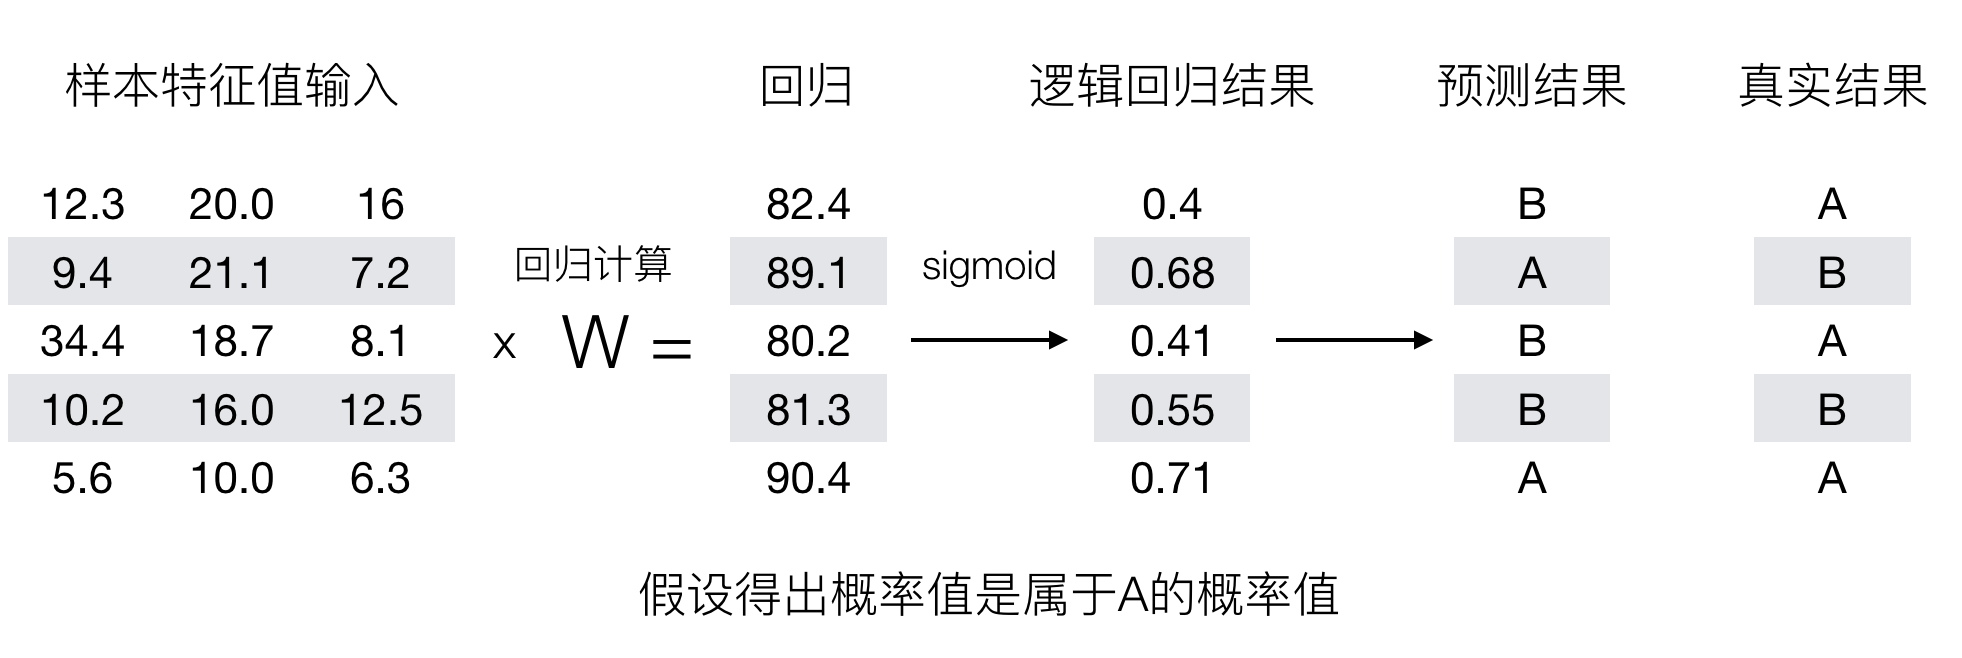 样本特征值输入 回归 逻辑回归结果 预测结果 真实结果
12.3 20.0 16 82.4 0.4 B A
9.4 21.1 7.2 回归计算 89.1 sigmoid 0.68 A B
34.4 18.7 8.1 x W = 80.2 0.41 B A
10.2 16.0 12.5 81.3 0.55 B B
5.6 10.0 6.3 90.4 0.71 A A
假设得出概率值是属于A的概率值